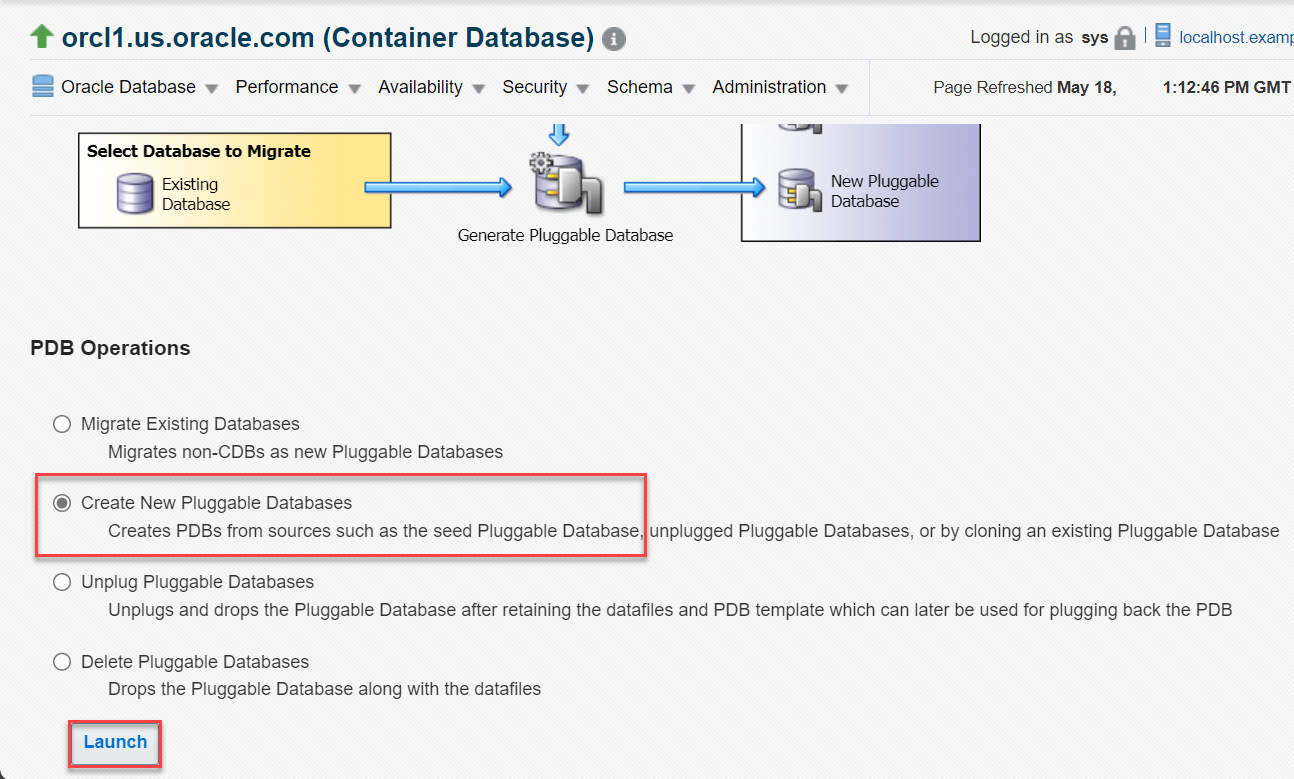 orcl1.us.oracle.com (Container Database)
Logged in as sys
localhost.examp
Oracle Database Performance Availability Security Schema Administration
Page Refreshed May 18, 1:12:46 PM GMT
Select Database to Migrate
Existing
Database
Generate Pluggable Database
New Pluggable
Database
PDB Operations
Migrate Existing Databases
Migrates non-CDBs as new Pluggable Databases
Create New Pluggable Databases
Creates PDBs from sources such as the seed Pluggable Database, unplugged Pluggable Databases, or by cloning an existing Pluggable Database
Unplug Pluggable Databases
Unplugs and drops the Pluggable Database after retaining the datafiles and PDB template which can later be used for plugging back the PDB
Delete Pluggable Databases
Drops the Pluggable Database along with the datafiles
Launch